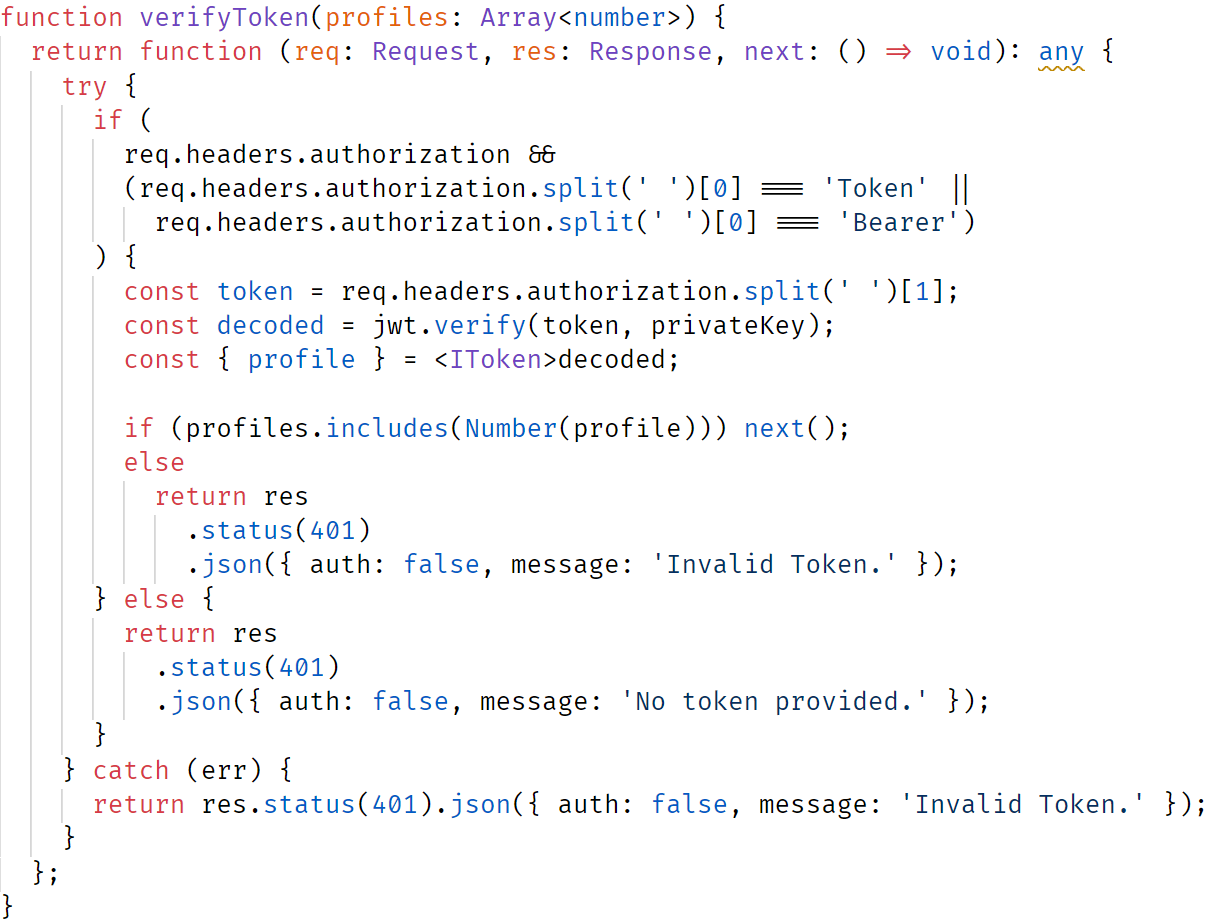 function verifyToken(profiles: Array<number>) {
  return function (req: Request, res: Response, next: () => void): any {
    try {
      if (
        req.headers.authorization &&
        (req.headers.authorization.split(' ')[0] === 'Token' ||
          req.headers.authorization.split(' ')[0] === 'Bearer')
      ) {
        const token = req.headers.authorization.split(' ')[1];
        const decoded = jwt.verify(token, privateKey);
        const { profile } = <IToken>decoded;

        if (profiles.includes(Number(profile))) next();
        else
          return res
            .status(401)
            .json({ auth: false, message: 'Invalid Token.' });
      } else {
        return res
          .status(401)
          .json({ auth: false, message: 'No token provided.' });
      }
    } catch (err) {
      return res.status(401).json({ auth: false, message: 'Invalid Token.' });
    }
  };
}